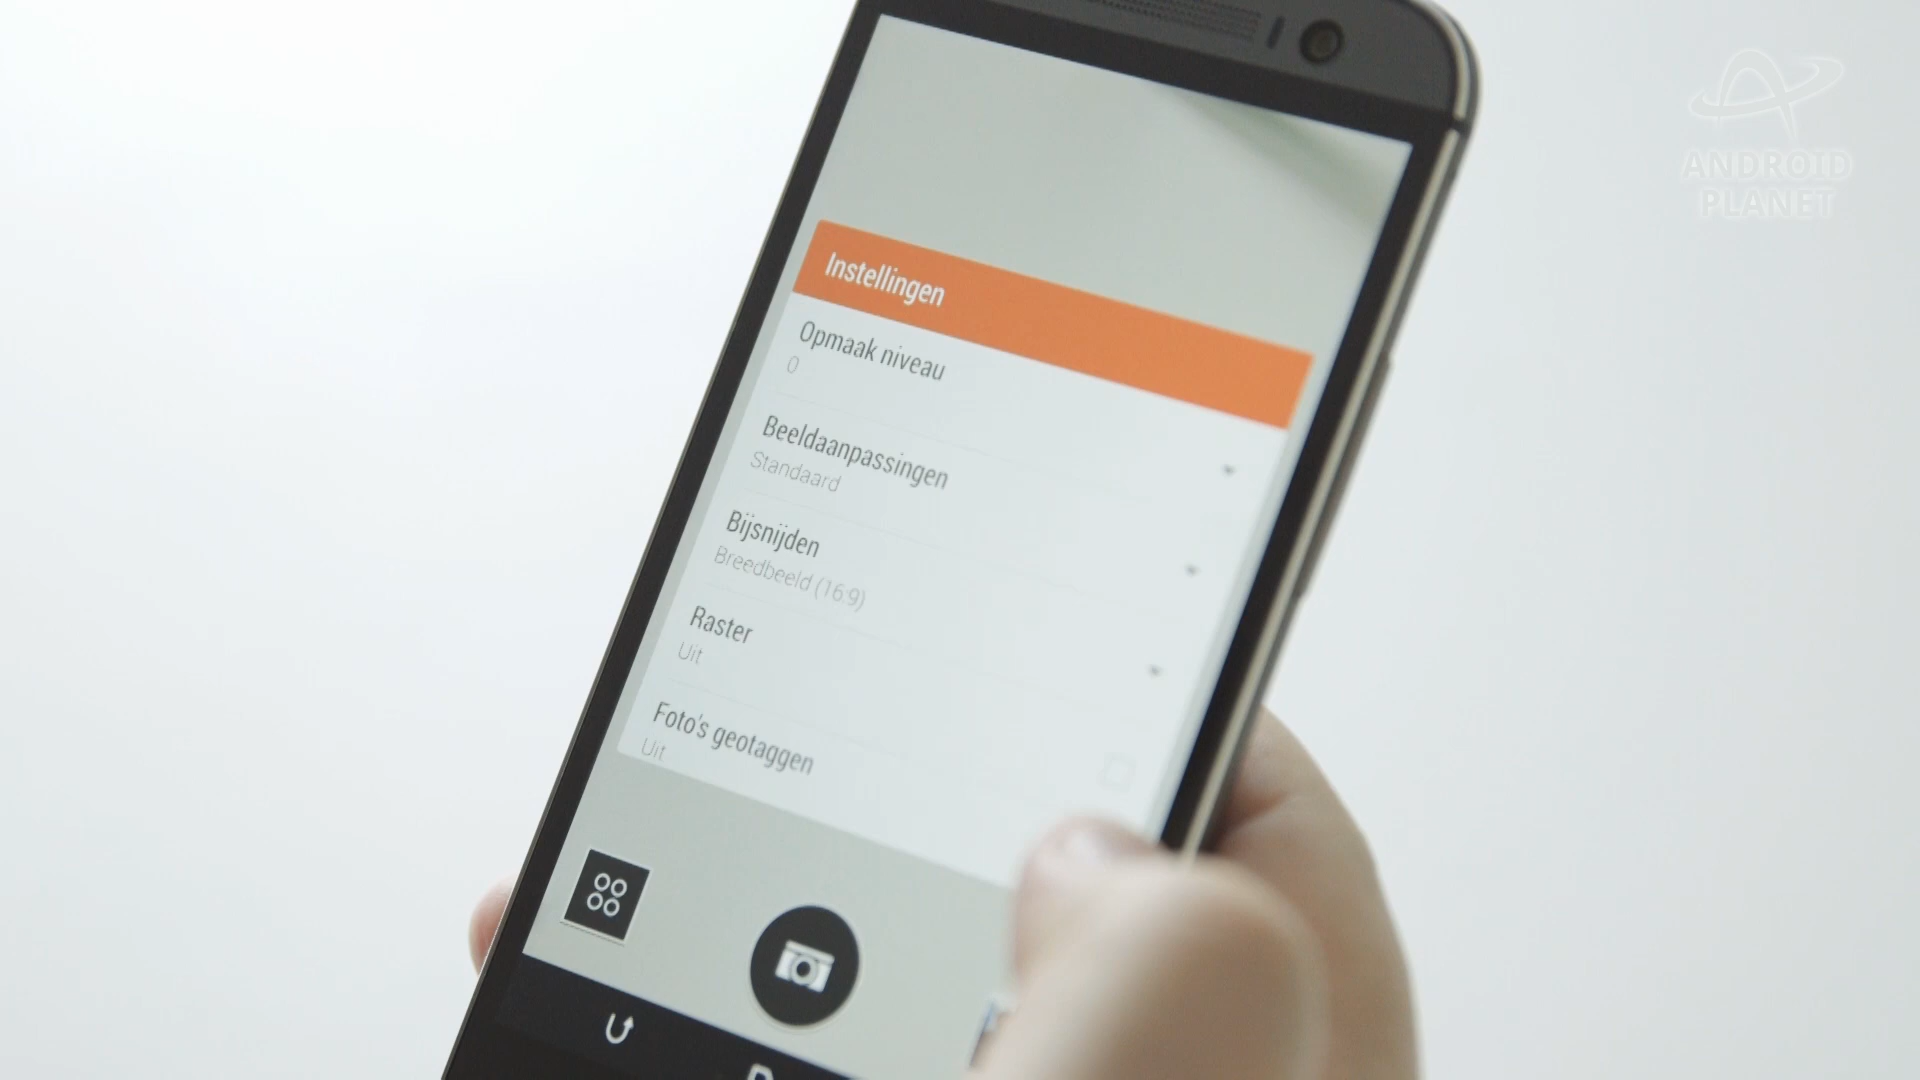 ANDROID
PLANET
Instellingen
Opmaak niveau
0
Beeldaanpassingen
Standaard
Bijsnijden
Breedbeeld (16:9)
Raster
Uit
Foto's geotaggen
Uit